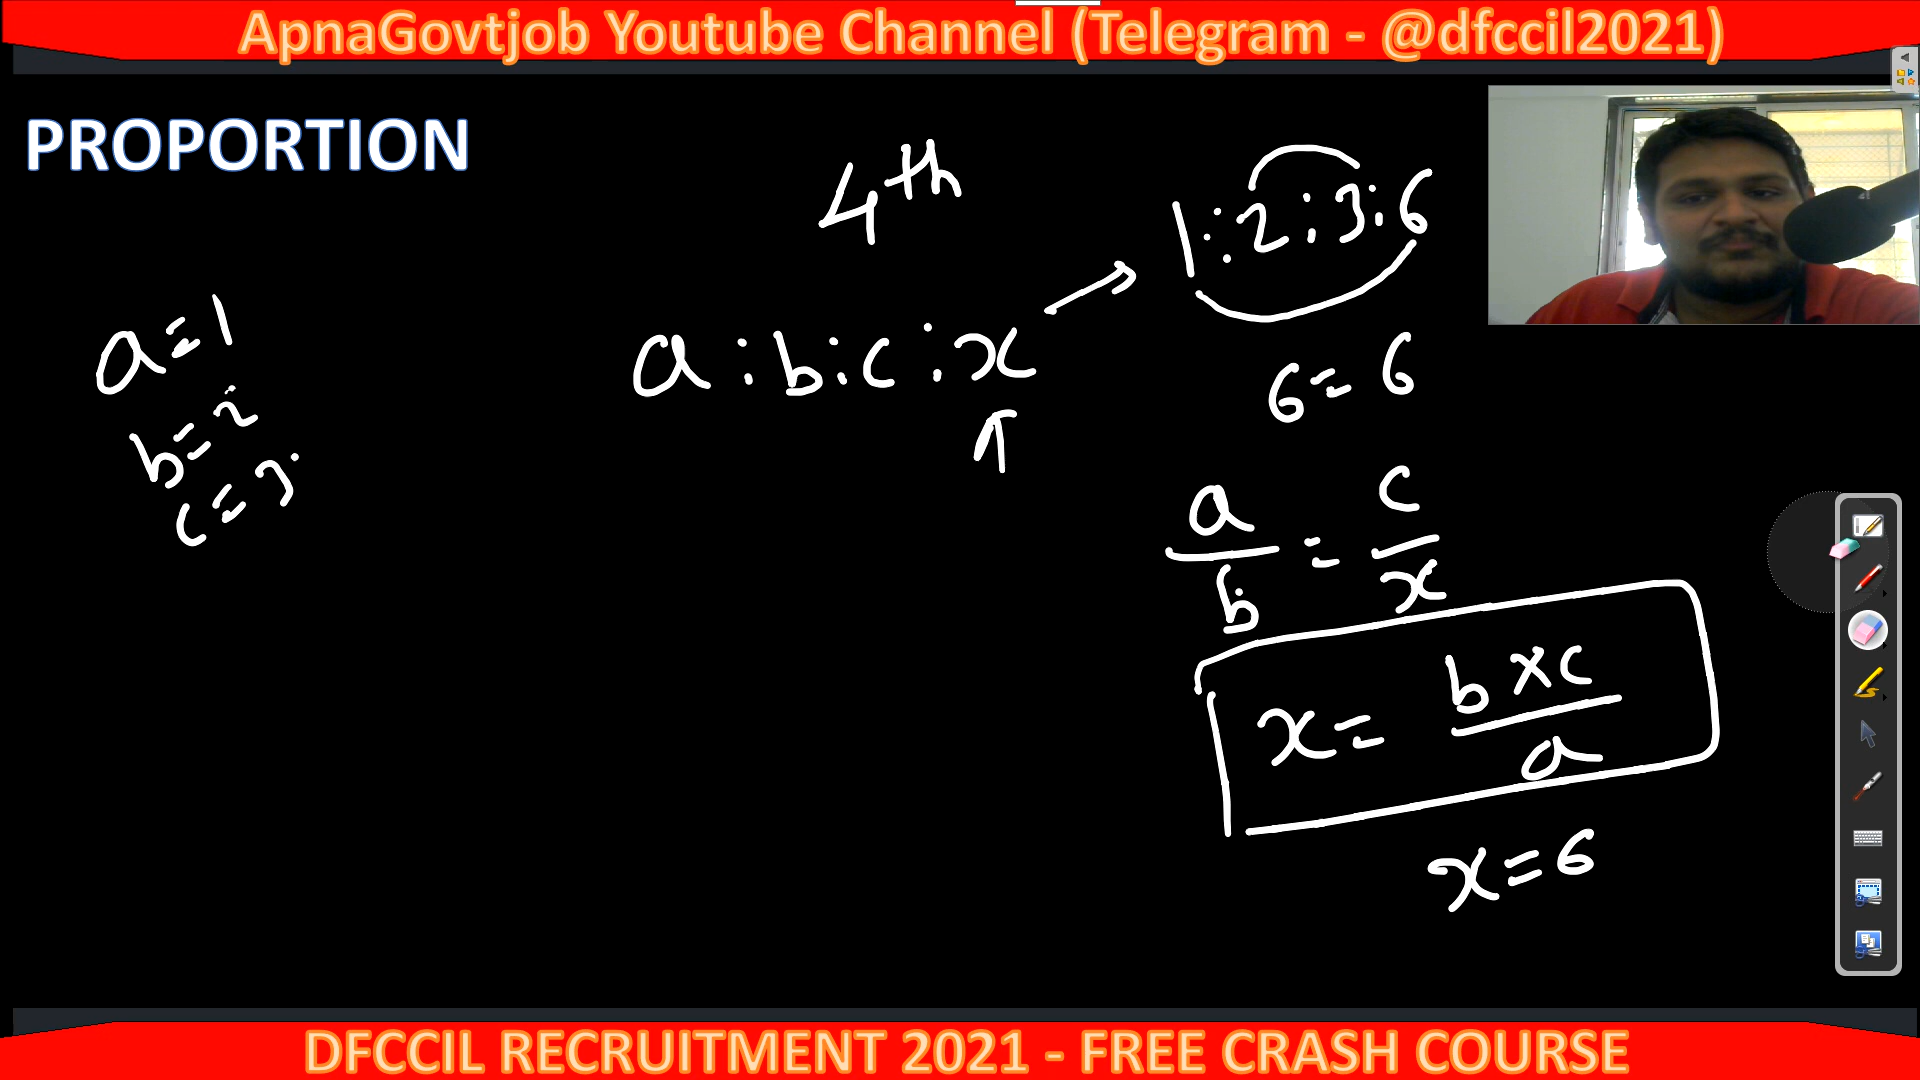 ApnaGovtjob Youtube Channel (Telegram - @dfccil2021)
PROPORTION
4th
1:2:3:6
a=1
b=2
c=3
a:b:c:x
6=6
a/b = c/x
x= b×c/a
x=6
DFCCIL RECRUITMENT 2021 - FREE CRASH COURSE